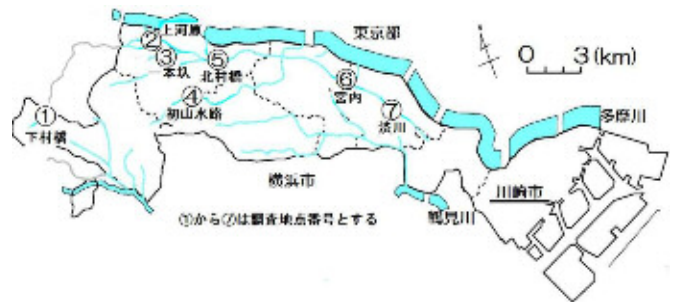 上河原
東京都
②
③
本圦
⑤
北村橋
0 3 (km)
①
下村橋
④
初山水路
⑥
宮内
⑦
渋川
多摩川
横浜市
川崎市
鶴見川
①から⑦は調査地点番号とする